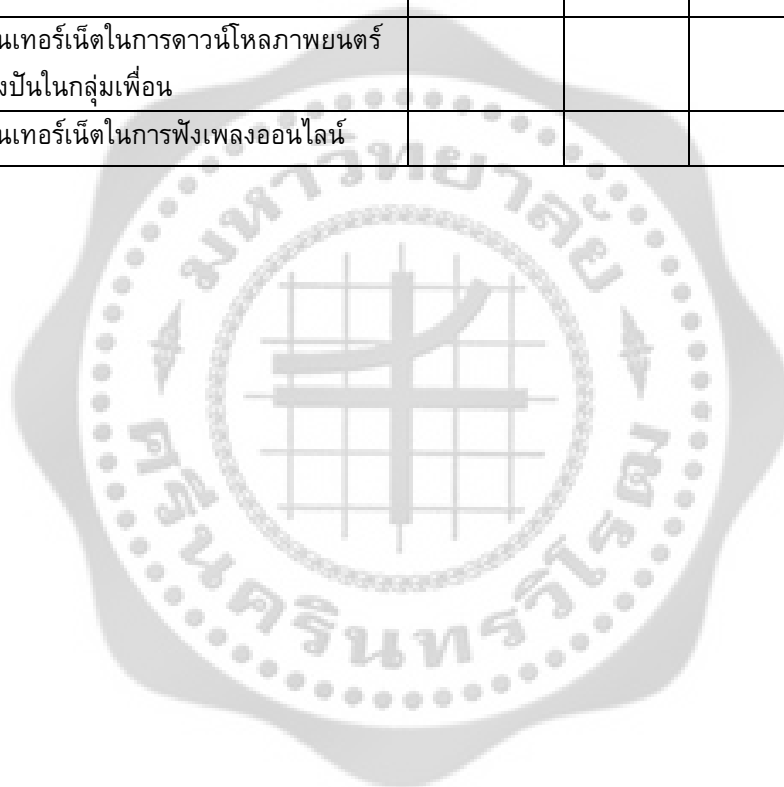 นเทอร์เน็ตในการดาวน์โหลดภาพยนตร์
งปันในกลุ่มเพื่อน
นเทอร์เน็ตในการฟังเพลงออนไลน์
มหาวิทยาลัย
ศรีนครินทรวิโรฒ